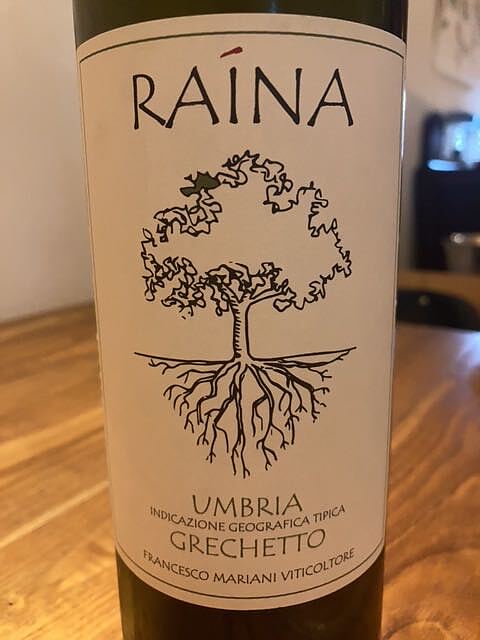 RAÍNA
UMBRIA
INDICAZIONE GEOGRAFICA TIPICA
GRECHETTO
FRANCESCO MARIANI VITICOLTORE